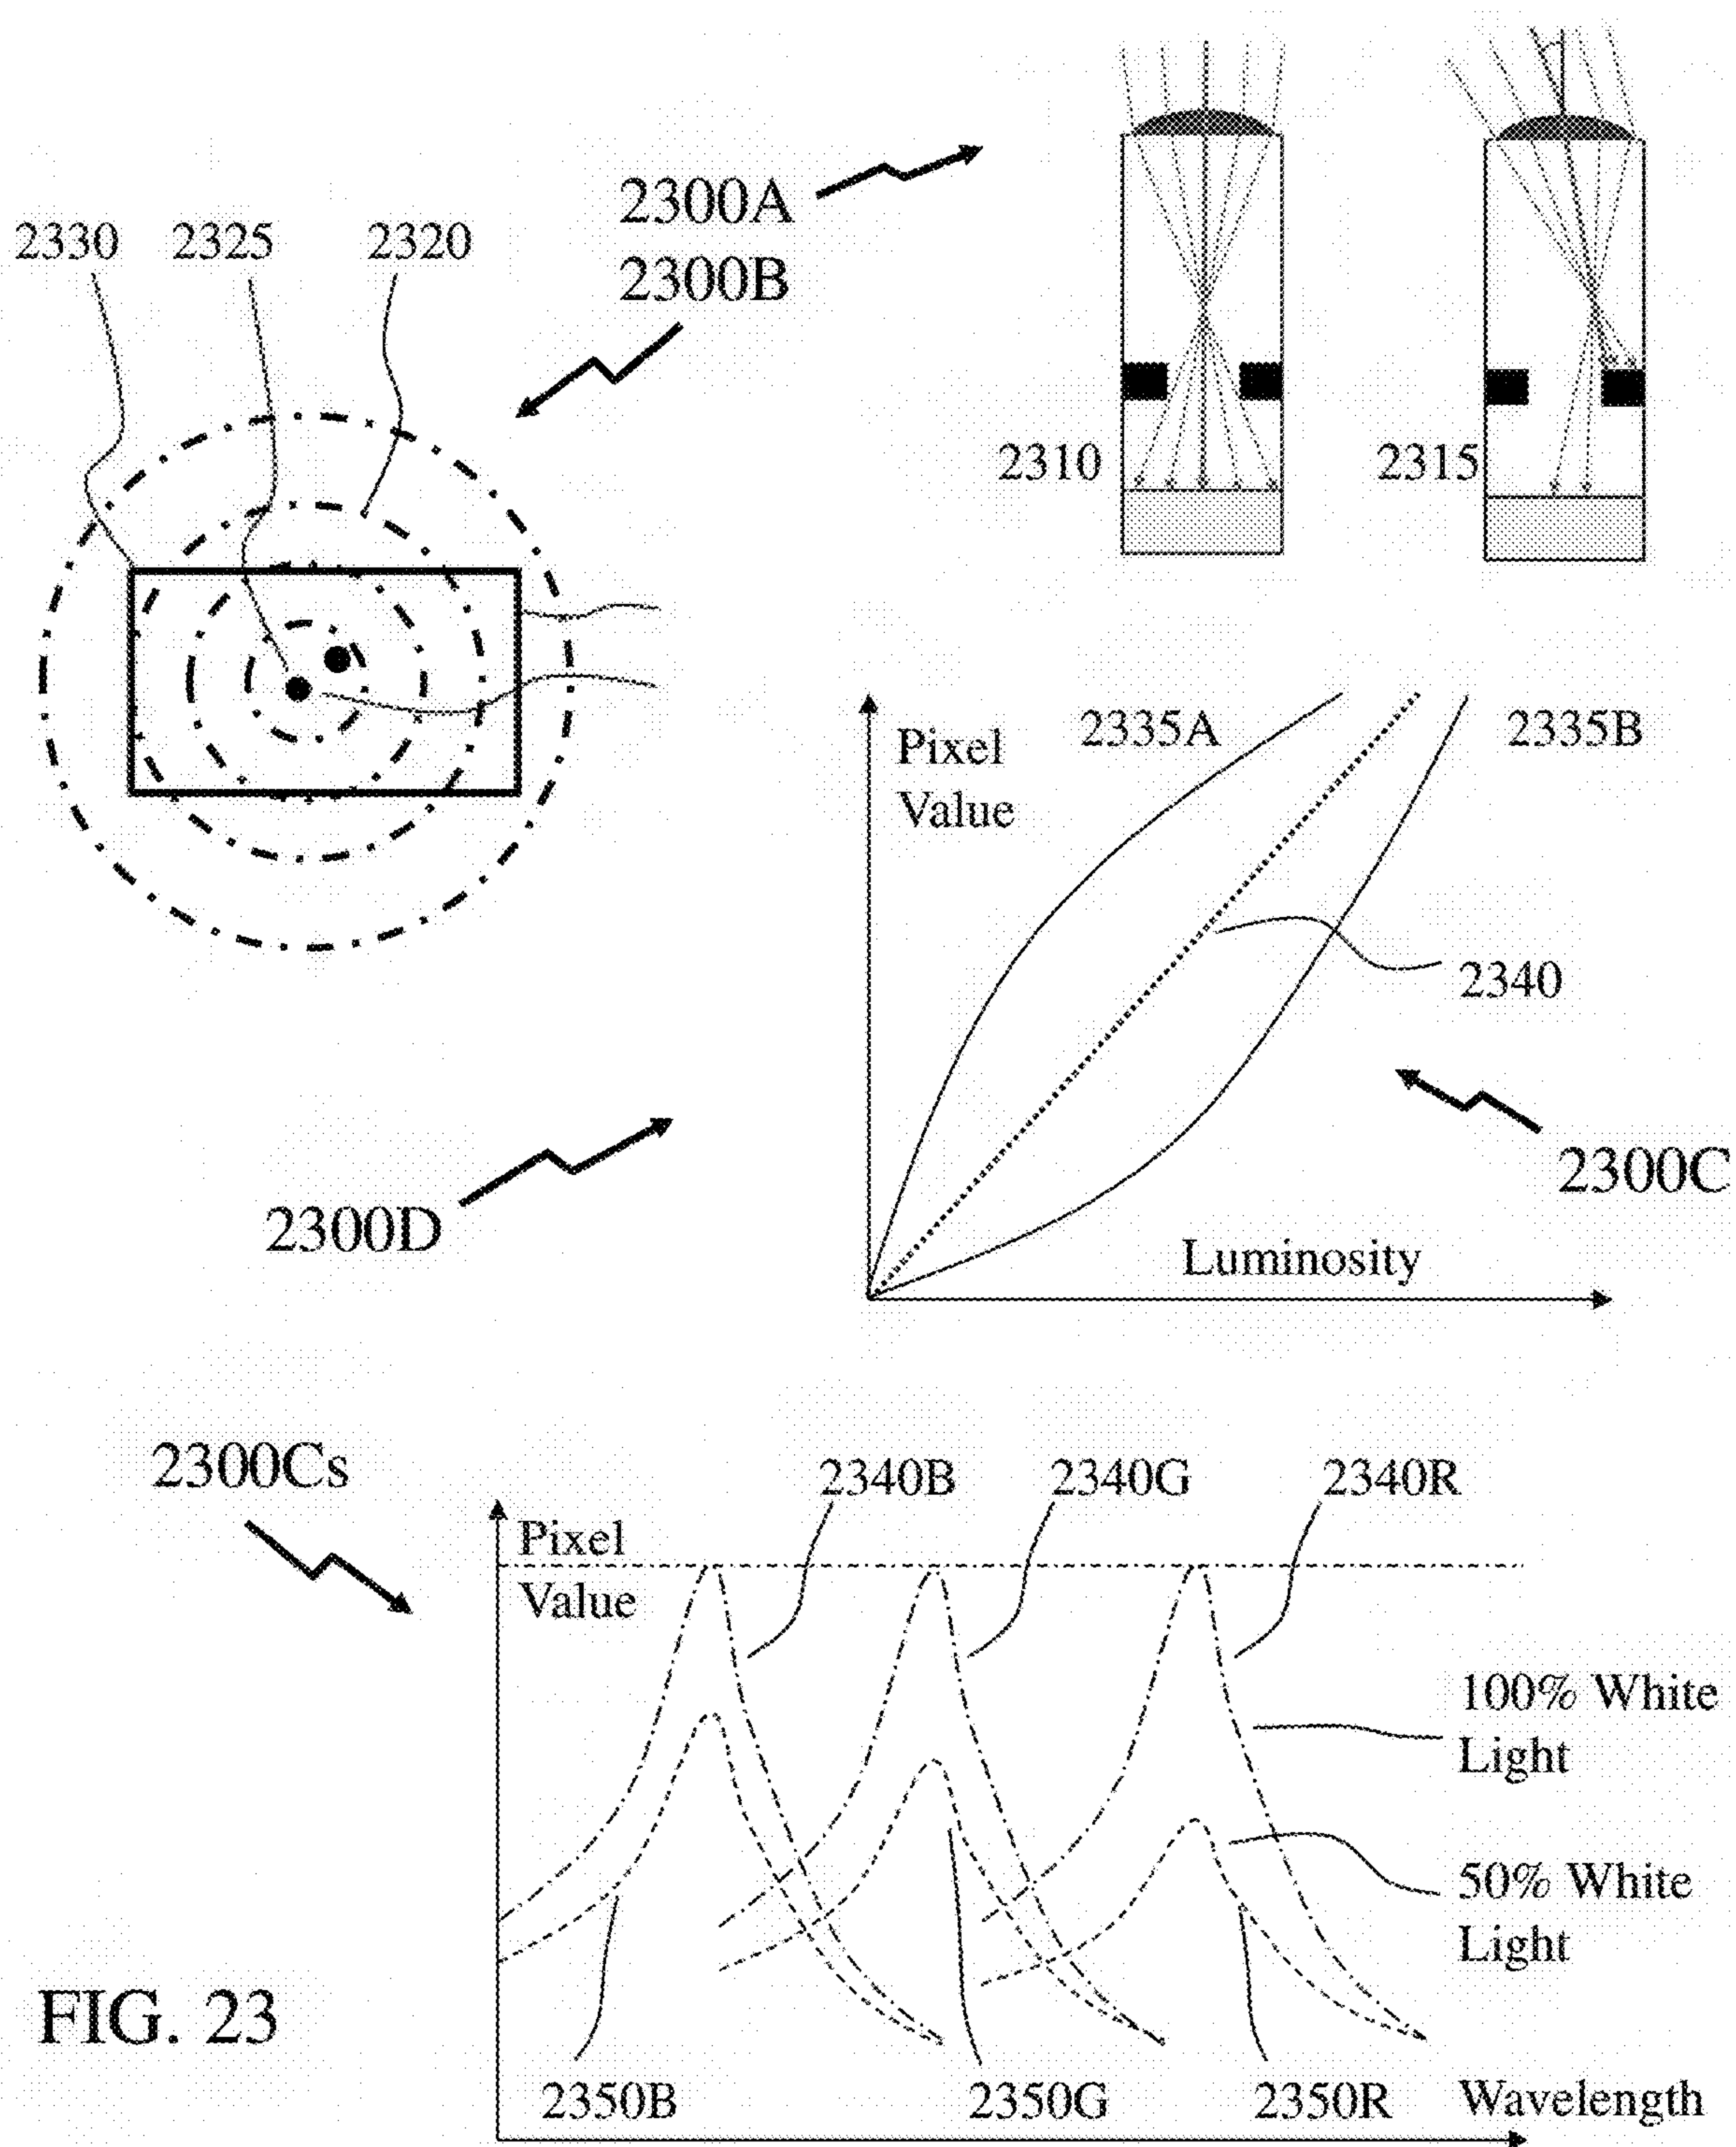 2300A
2300B
2330
2325
2320
2310
2315
Pixel
Value
2335A
2335B
2340
2300C
2300D
Luminosity
2300Cs
2340B
2340G
2340R
Pixel
Value
100% White
Light
50% White
Light
FIG. 23
2350B
2350G
2350R
Wavelength